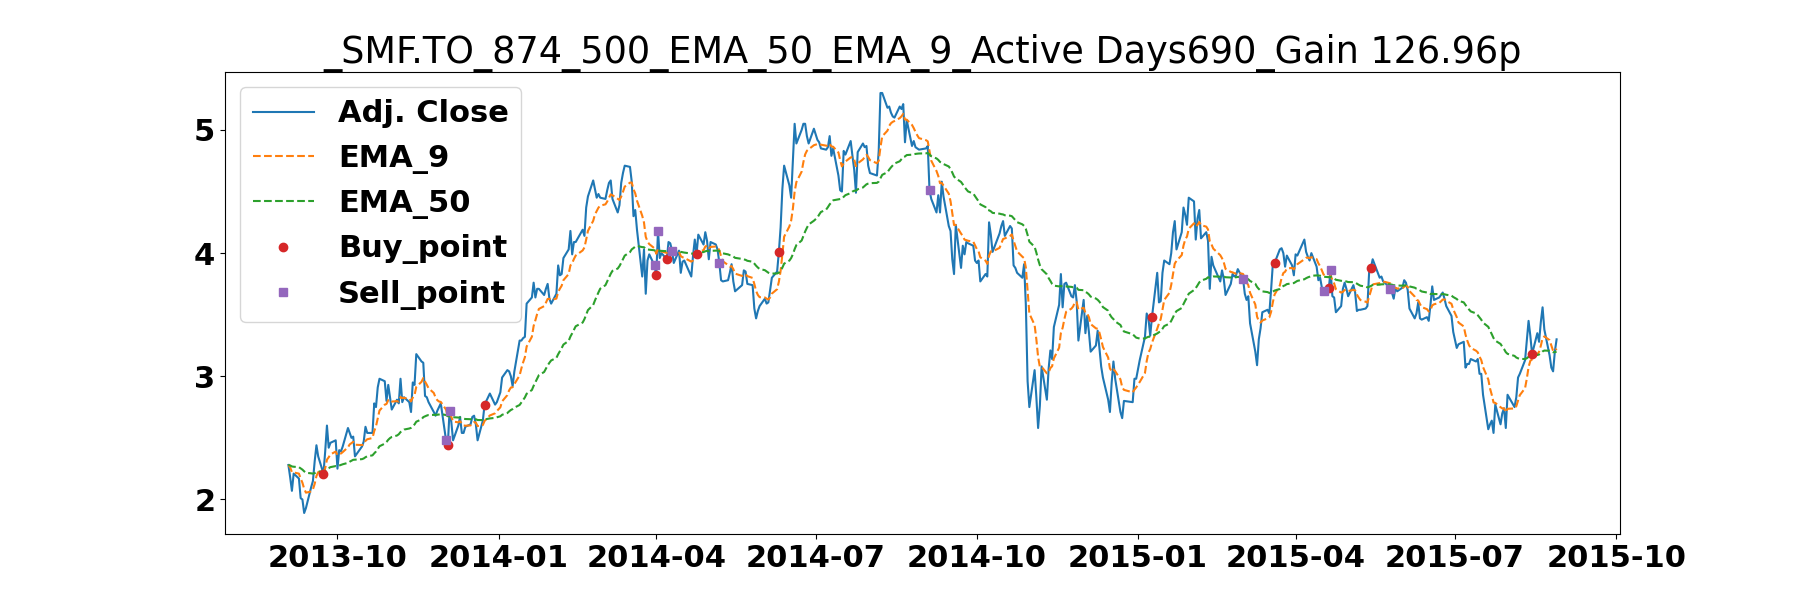 _SMF.TO_874_500_EMA_50_EMA_9_Active Days690_Gain 126.96p
Adj. Close
EMA_9
EMA_50
Buy_point
Sell_point
5
4
3
2
2013-10 2014-01 2014-04 2014-07 2014-10 2015-01 2015-04 2015-07 2015-10